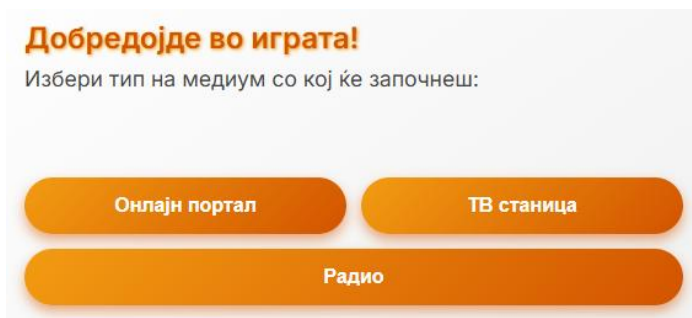 Добредојде во играта!
Избери тип на медиум со кој ќе започнеш:
Онлајн портал
ТВ станица
Радио